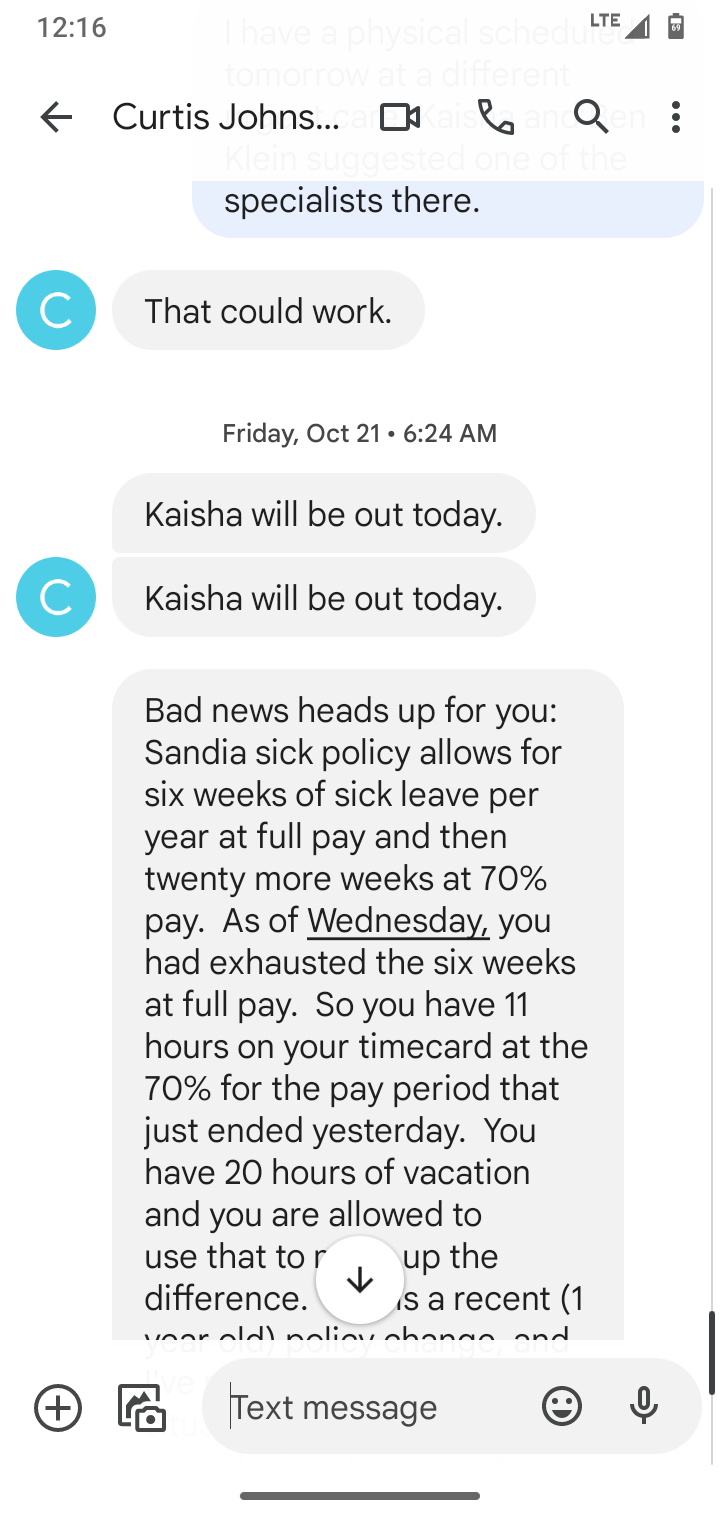 12:16
LTE
69
I have a physical scheduled
tomorrow at a different
Curtis Johns...
care. Kaisha and Ben
Klein suggested one of the
specialists there.
C
That could work.
Friday, Oct 21 • 6:24 AM
Kaisha will be out today.
C
Kaisha will be out today.
Bad news heads up for you:
Sandia sick policy allows for
six weeks of sick leave per
year at full pay and then
twenty more weeks at 70%
pay. As of Wednesday, you
had exhausted the six weeks
at full pay. So you have 11
hours on your timecard at the
70% for the pay period that
just ended yesterday. You
have 20 hours of vacation
and you are allowed to
use that to up the
difference. is a recent (1
year old) policy change, and
I've
Text message